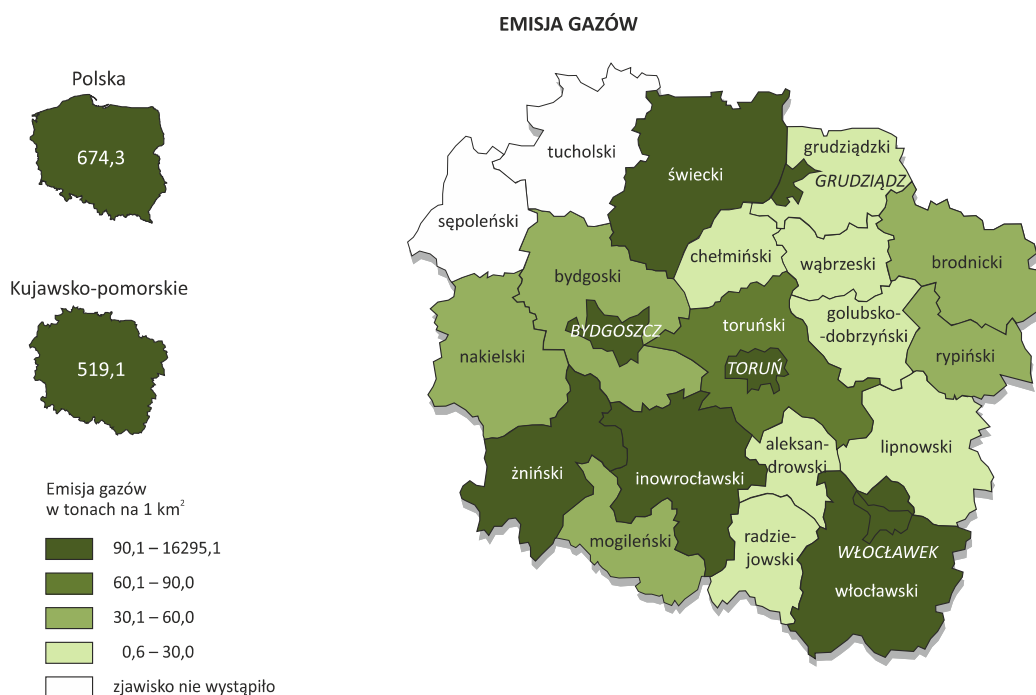 EMISJA GAZÓW
Polska
674,3
Kujawsko-pomorskie
519,1
Emisja gazów
w tonach na 1 km²
90,1 – 16295,1
60,1 – 90,0
30,1 – 60,0
0,6 – 30,0
zjawisko nie wystąpiło
tucholski
świecki
grudziądzki
GRUDZIĄDZ
sępoleński
chełmiński
wąbrzeski
brodnicki
bydgoski
BYDGOSZCZ
toruński
golubsko-
-dobrzyński
nakielski
TORUŃ
rypiński
żniński
inowrocławski
aleksan-
drowski
lipnowski
mogileński
radzie-
jowski
WŁOCŁAWEK
włocławski